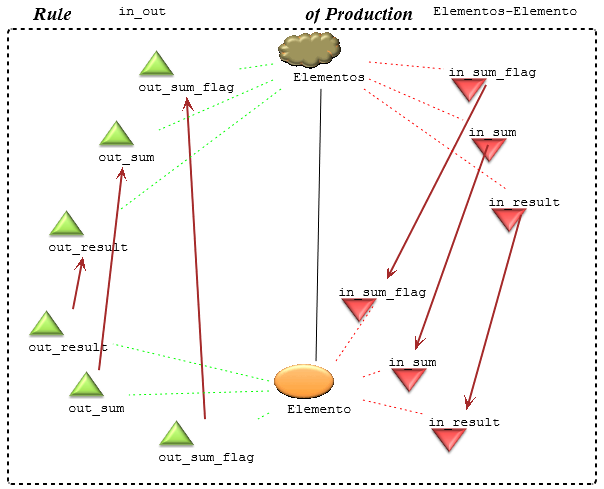 Rule in_out of Production Elementos-Elemento
Elementos
in_sum_flag
out_sum_flag
in_sum
out_sum
in_result
out_result
in_sum_flag
out_result
in_sum
Elemento
out_sum
in_result
out_sum_flag